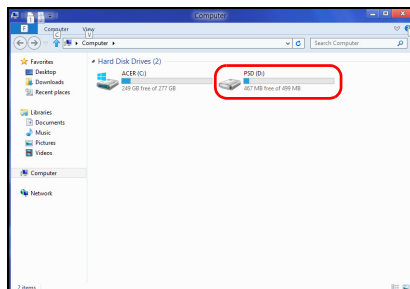 Computer
F Computer View
C V
Computer
Search Computer
Favorites
Desktop
Downloads
Recent places
Libraries
Documents
Music
Pictures
Videos
Computer
Network
Hard Disk Drives (2)
ACER (C:)
249 GB free of 277 GB
PSD (D:)
467 MB free of 499 MB
2 items